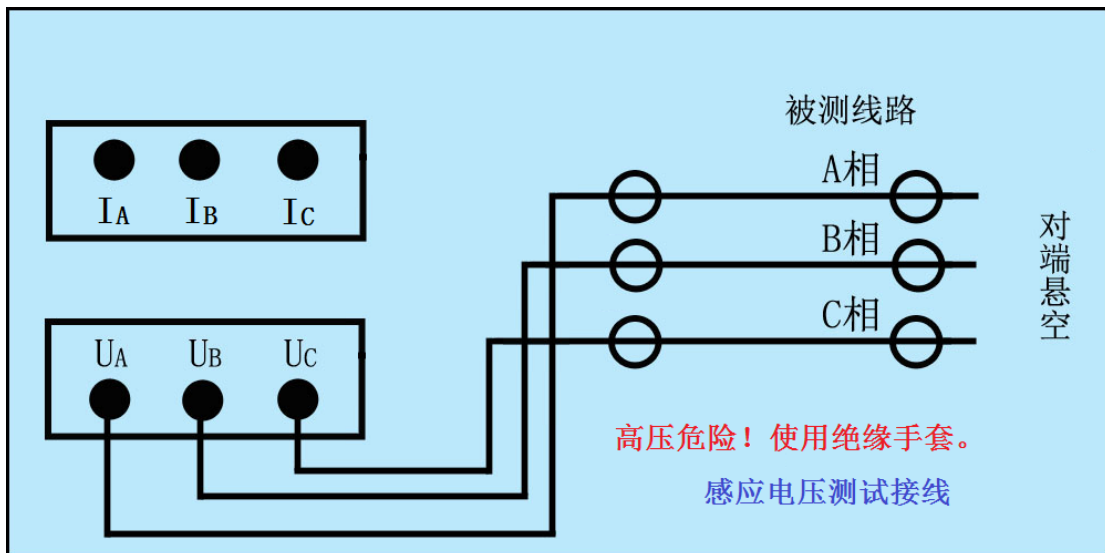 被测线路
A相
IA IB IC
B相
对端悬空
C相
UA UB UC
高压危险！使用绝缘手套。
感应电压测试接线